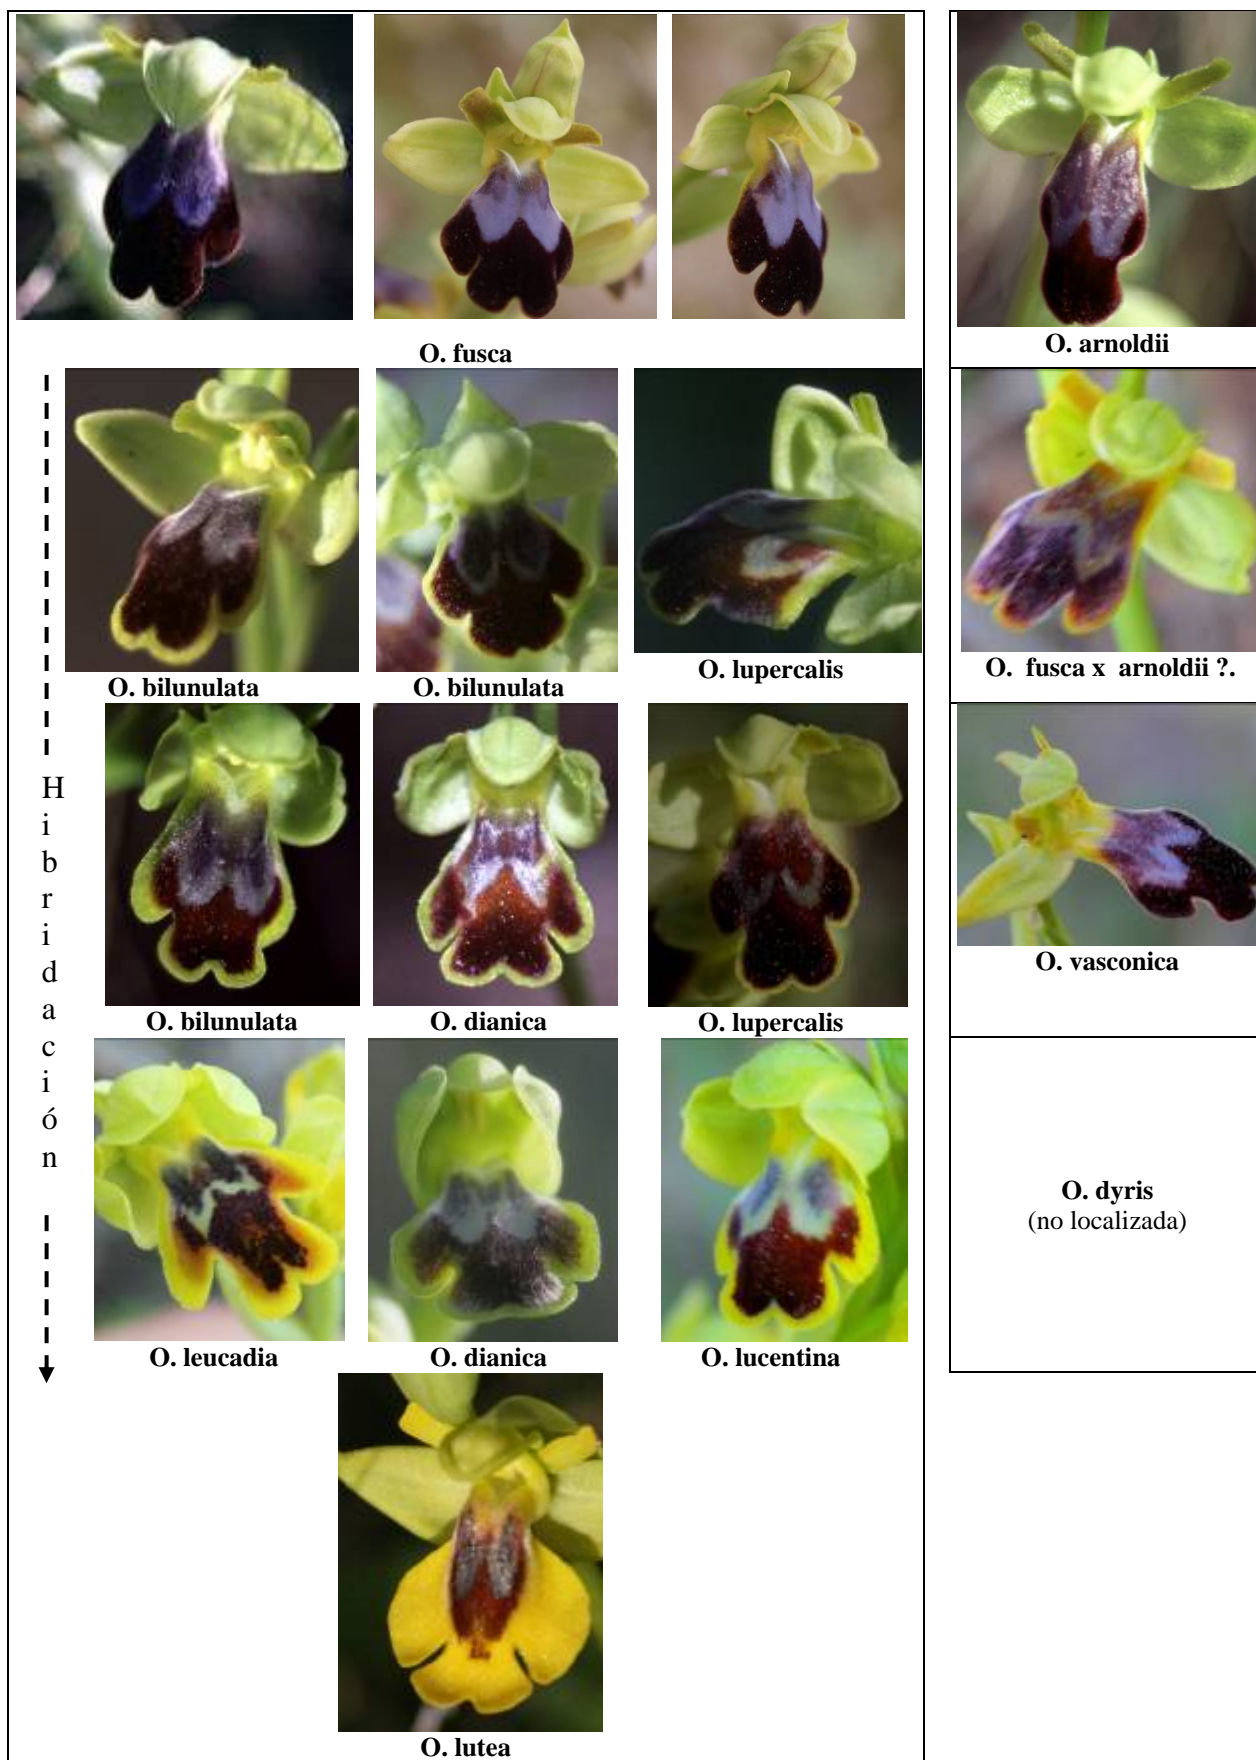 O. fusca
O. arnoldii
O. bilunulata
O. bilunulata
O. lupercalis
O. fusca x arnoldii ?.
Hibridación
O. bilunulata
O. dianica
O. lupercalis
O. vasconica
O. leucadia
O. dianica
O. lucentina
O. dyris
(no localizada)
O. lutea